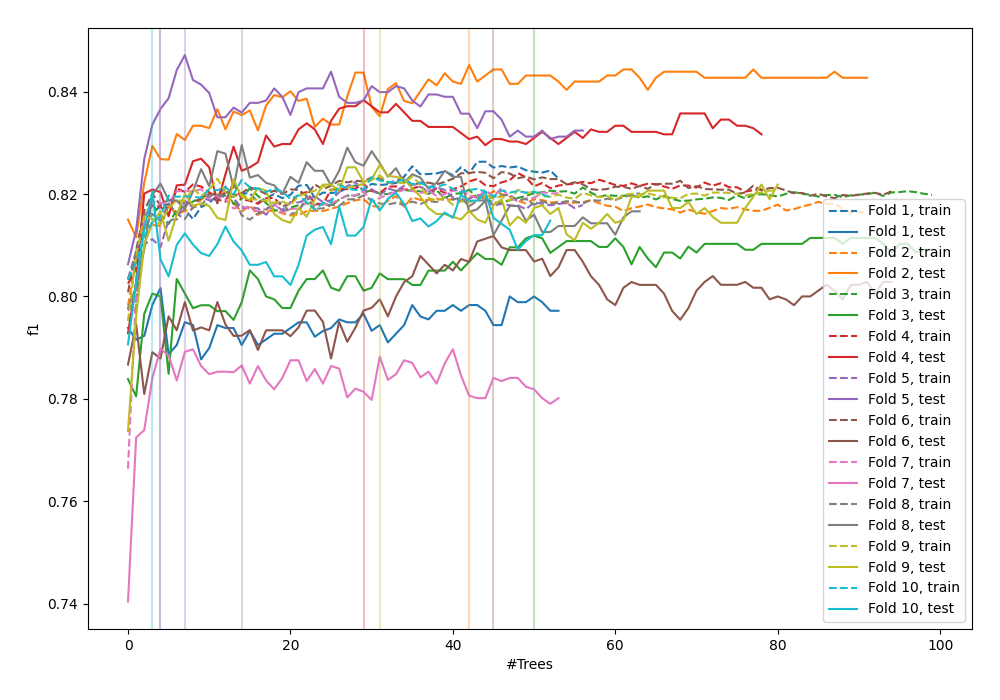 0.84
0.82
0.80
0.78
0.76
0.74
f1
0
20
40
60
80
100
#Trees
Fold 1, train
Fold 1, test
Fold 2, train
Fold 2, test
Fold 3, train
Fold 3, test
Fold 4, train
Fold 4, test
Fold 5, train
Fold 5, test
Fold 6, train
Fold 6, test
Fold 7, train
Fold 7, test
Fold 8, train
Fold 8, test
Fold 9, train
Fold 9, test
Fold 10, train
Fold 10, test